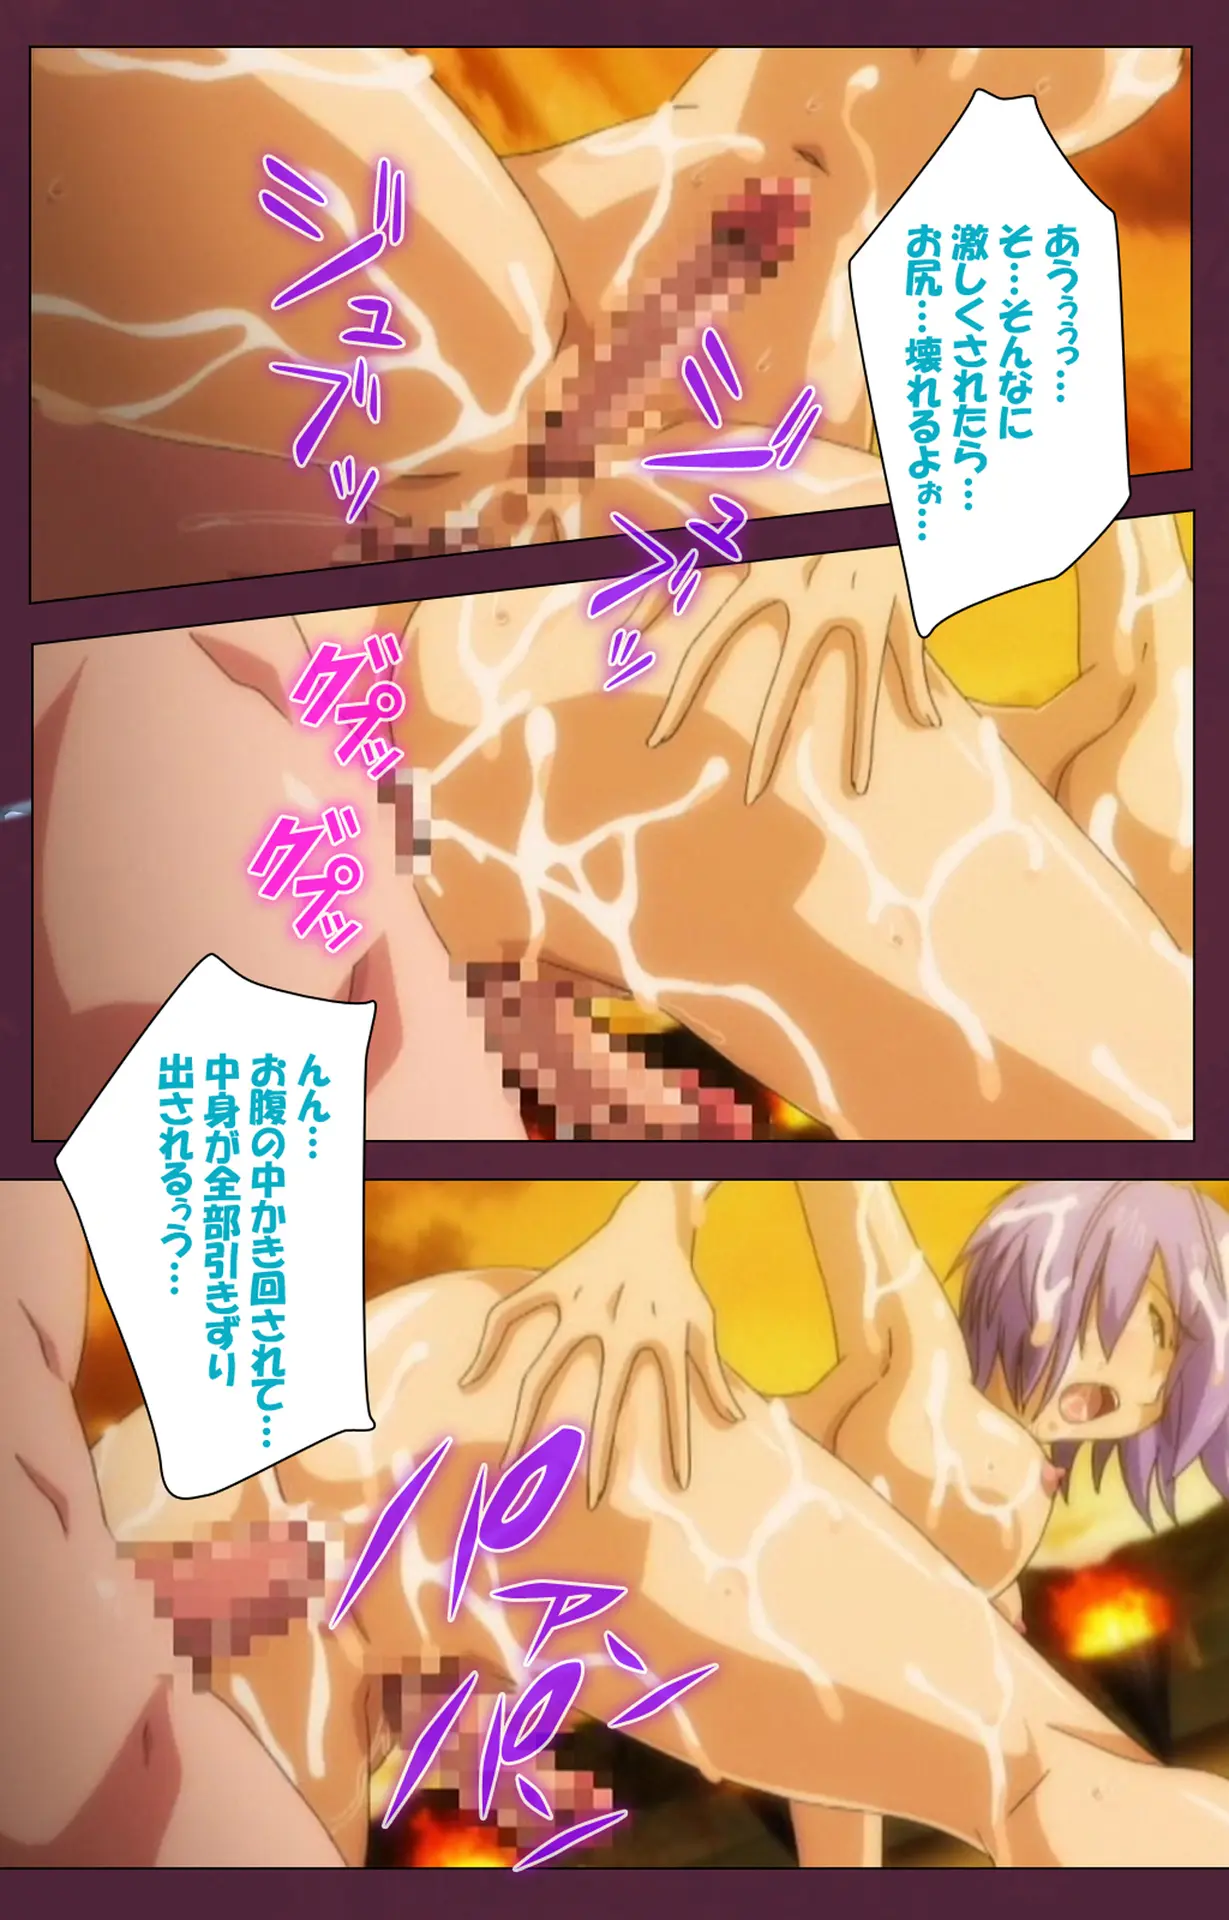 あうぅぅっ…
そ…そんなに
激しくされたら…
お尻…壊れるよぉ…
ジュブッ
ジュブッ
グプッ
グプッ
んん…
お腹の中かき回されて…
中身が全部引きずり
出されるぅう…
パァン
パン